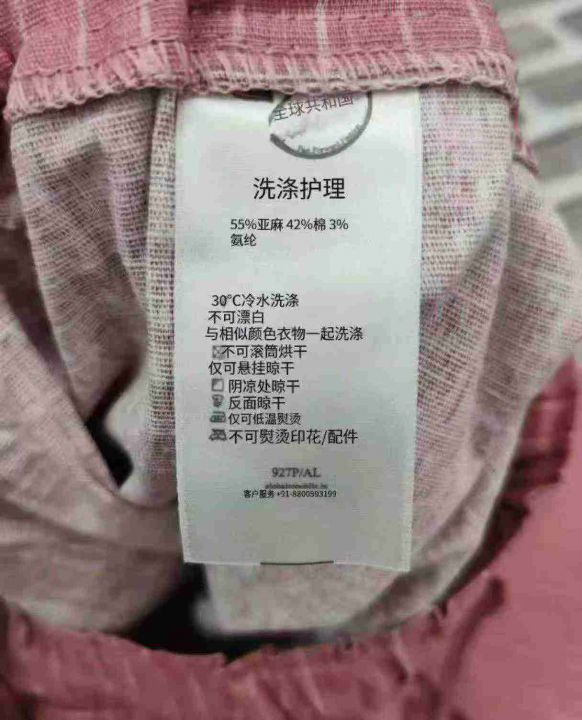 全球共和国
洗涤护理
55%亚麻 42%棉 3%
氨纶
30℃冷水洗涤
不可漂白
与相似颜色衣物一起洗涤
不可滚筒烘干
仅可悬挂晾干
阴凉处晾干
反面晾干
仅可低温熨烫
不可熨烫印花/配件
927P/AL
客户服务 +91-8800593199